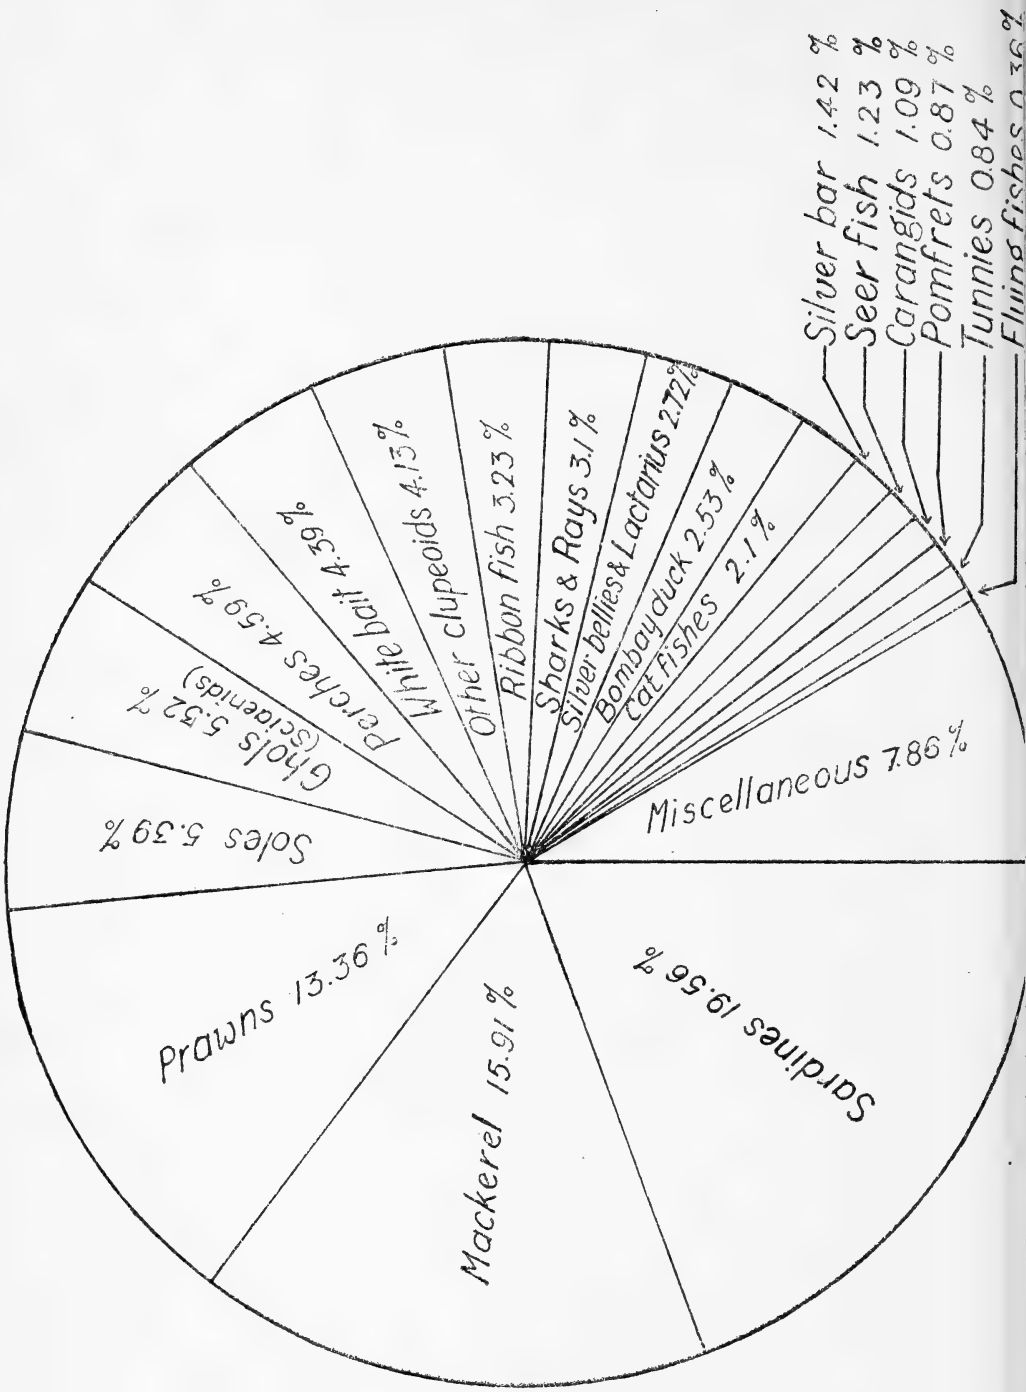 Silver bar 1.42 %
Seer fish 1.23 %
Carangids 1.09 %
Pomfrets 0.87 %
Tunnies 0.84 %
Flying fishes 0.36 %
Cat fishes 2.1 %
Bombayduck 2.53 %
Silver bellies & Lactarius 2.72%
Sharks & Rays 3.1 %
Ribbon fish 3.23 %
Other clupeoids 4.13 %
White bait 4.39%
Perches 4.59 %
Ghols 5.32 %
(Sciaenids)
Soles 5.39 %
Prawns 13.36 %
Mackerel 15.91 %
Sardines 19.56 %
Miscellaneous 7.86 %